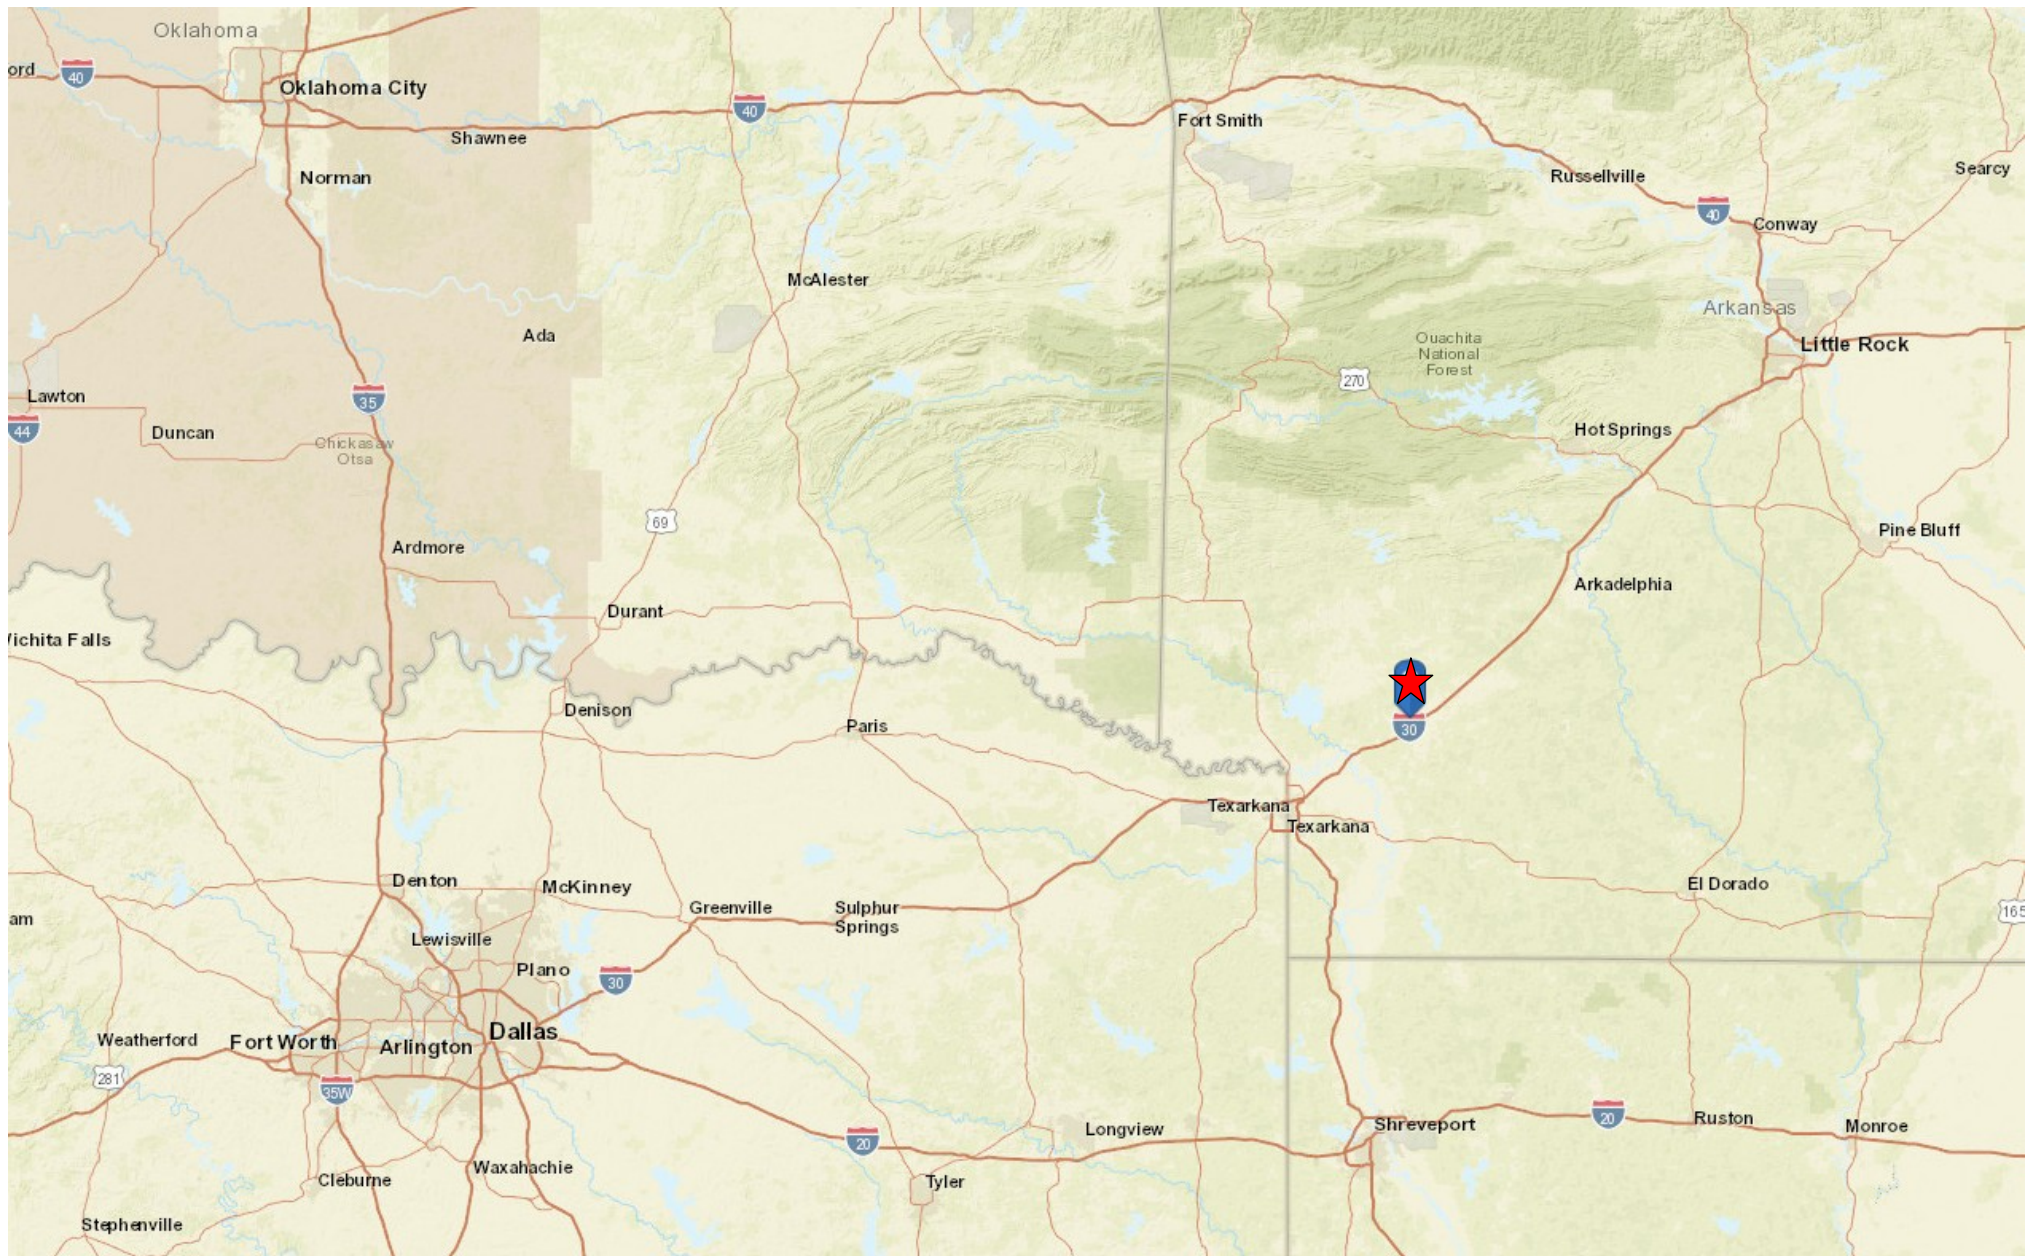 Oklahoma
ord
40
Oklahoma City
40
Shawnee
Fort Smith
Norman
Russellville
Searcy
40
Conway
McAlester
Arkansas
Ada
Ouachita
National
Forest
Little Rock
270
Lawton
35
44
Duncan
Chickasaw
Otsa
Hot Springs
69
Pine Bluff
Ardmore
Arkadelphia
Durant
Wichita Falls
Denison
Paris
30
Texarkana
Texarkana
Denton
McKinney
El Dorado
Greenville
Sulphur
Springs
am
165
Lewisville
Plano
30
Weatherford
Fort Worth
Arlington
Dallas
281
35W
20
Longview
Shreveport
20
Ruston
Monroe
Waxahachie
Cleburne
Tyler
Stephenville